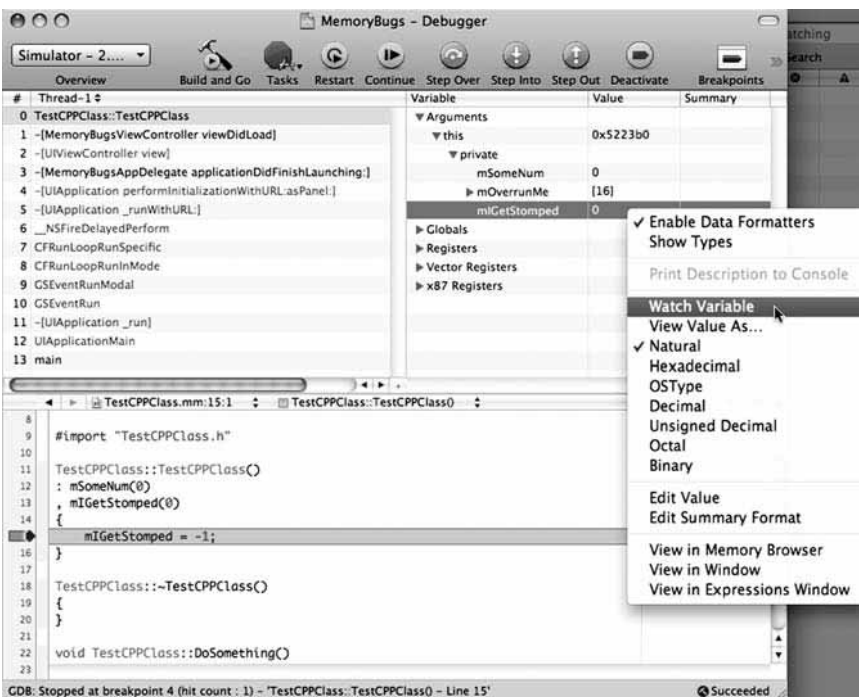 MemoryBugs - Debugger
Simulator - 2....
Overview
Build and Go
Tasks
Restart
Continue
Step Over
Step Into
Step Out
Deactivate
Breakpoints
# Thread-1
0 TestCPPClass::TestCPPClass
1 -[MemoryBugsViewController viewDidLoad]
2 -[UIViewController view]
3 -[MemoryBugsAppDelegate applicationDidFinishLaunching:]
4 -[UIApplication performInitializationWithURL:asPanel:]
5 -[UIApplication _runWithURL:]
6 __NSFireDelayedPerform
7 CFRunLoopRunSpecific
8 CFRunLoopRunInMode
9 GSEventRunModal
10 GSEventRun
11 -[UIApplication _run]
12 UIApplicationMain
13 main
Variable Value Summary
Arguments
this 0x5223b0
private
mSomeNum 0
mOverrunMe [16]
mIGetStomped 0
Globals
Registers
Vector Registers
x87 Registers
atching
Search
✓ Enable Data Formatters
Show Types
Print Description to Console
Watch Variable
View Value As...
✓ Natural
Hexadecimal
OSType
Decimal
Unsigned Decimal
Octal
Binary
Edit Value
Edit Summary Format
View in Memory Browser
View in Window
View in Expressions Window
TestCPPClass.mm:15:1 TestCPPClass::TestCPPClass()
8
9 #import "TestCPPClass.h"
10
11 TestCPPClass::TestCPPClass()
12 : mSomeNum(0)
13 , mIGetStomped(0)
14 {
mIGetStomped = -1;
16 }
17
18 TestCPPClass::~TestCPPClass()
19 {
20 }
21
22 void TestCPPClass::DoSomething()
23
GDB: Stopped at breakpoint 4 (hit count : 1) - 'TestCPPClass::TestCPPClass() - Line 15'
Succeeded